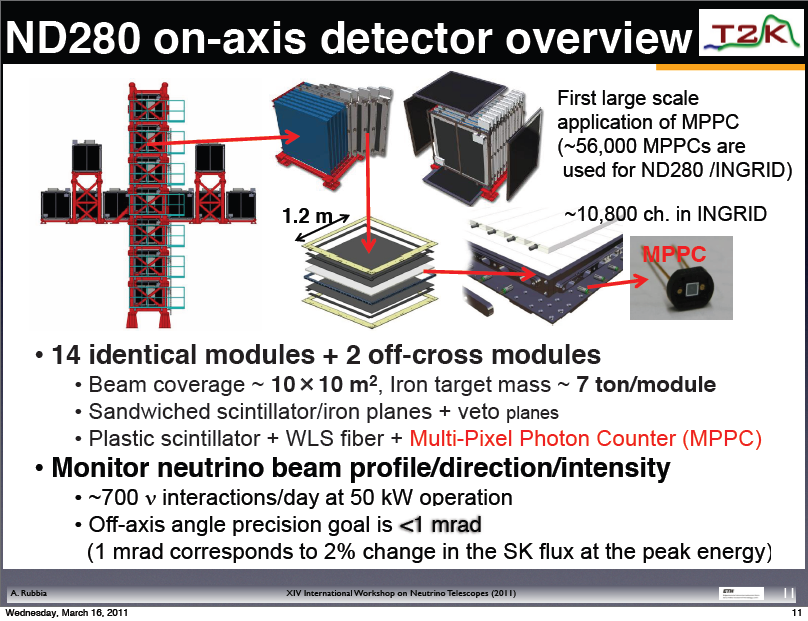 ND280 on-axis detector overview
T2K
First large scale
application of MPPC
(~56,000 MPPCs are
used for ND280 /INGRID)
~10,800 ch. in INGRID
1.2 m
MPPC
• 14 identical modules + 2 off-cross modules
• Beam coverage ~ 10×10 m², Iron target mass ~ 7 ton/module
• Sandwiched scintillator/iron planes + veto planes
• Plastic scintillator + WLS fiber + Multi-Pixel Photon Counter (MPPC)
• Monitor neutrino beam profile/direction/intensity
• ~700 ν interactions/day at 50 kW operation
• Off-axis angle precision goal is <1 mrad
(1 mrad corresponds to 2% change in the SK flux at the peak energy)
A. Rubbia
XIV International Workshop on Neutrino Telescopes (2011)
ETH
11
Wednesday, March 16, 2011
11